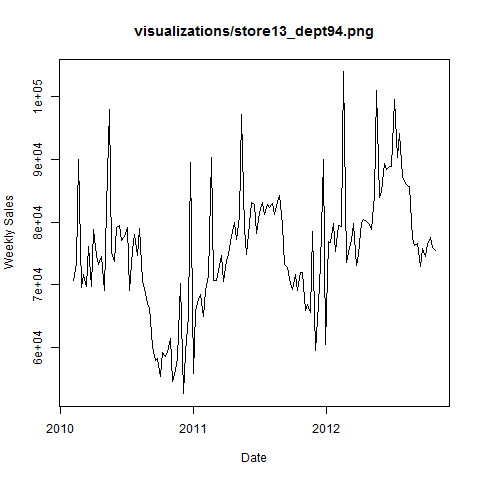 visualizations/store13_dept94.png
Weekly Sales
1e+05
9e+04
8e+04
7e+04
6e+04
2010
2011
2012
Date